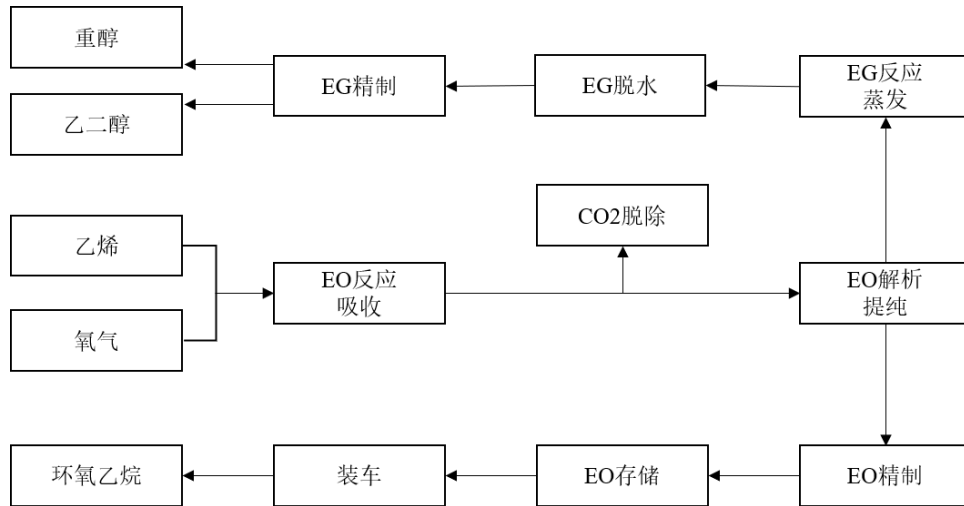 重醇
EG精制
EG脱水
EG反应
蒸发
乙二醇
CO2脱除
乙烯
EO反应
吸收
EO解析
提纯
氧气
环氧乙烷
装车
EO存储
EO精制